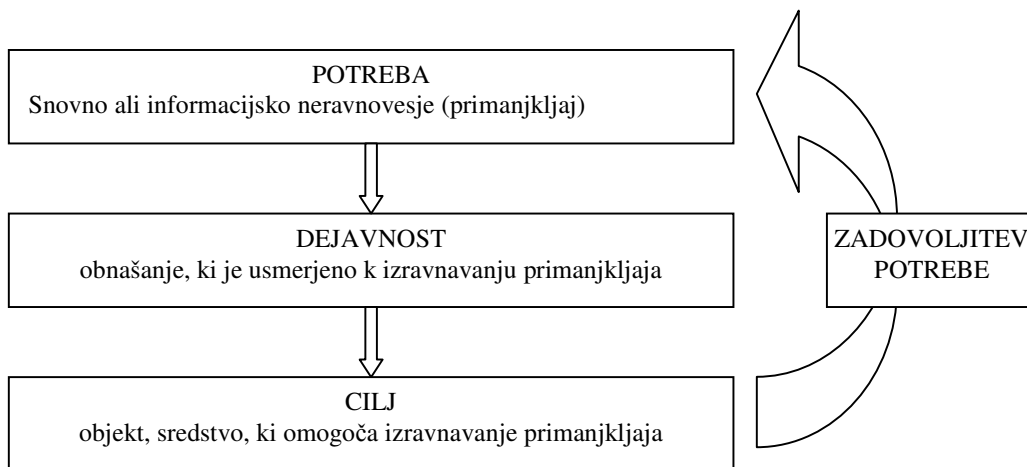 POTREBA
Snovno ali informacijsko neravnovesje (primanjkljaj)
DEJAVNOST
obnašanje, ki je usmerjeno k izravnavanju primanjkljaja
ZADOVOLJITEV
POTREBE
CILJ
objekt, sredstvo, ki omogoča izravnavanje primanjkljaja